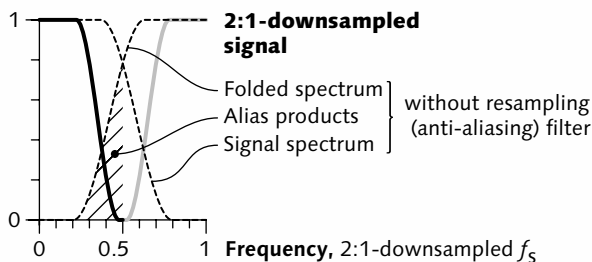 1
2:1-downsampled
signal
Folded spectrum
Alias products
Signal spectrum
without resampling
(anti-aliasing) filter
0
0 0.5 1
Frequency, 2:1-downsampled fS